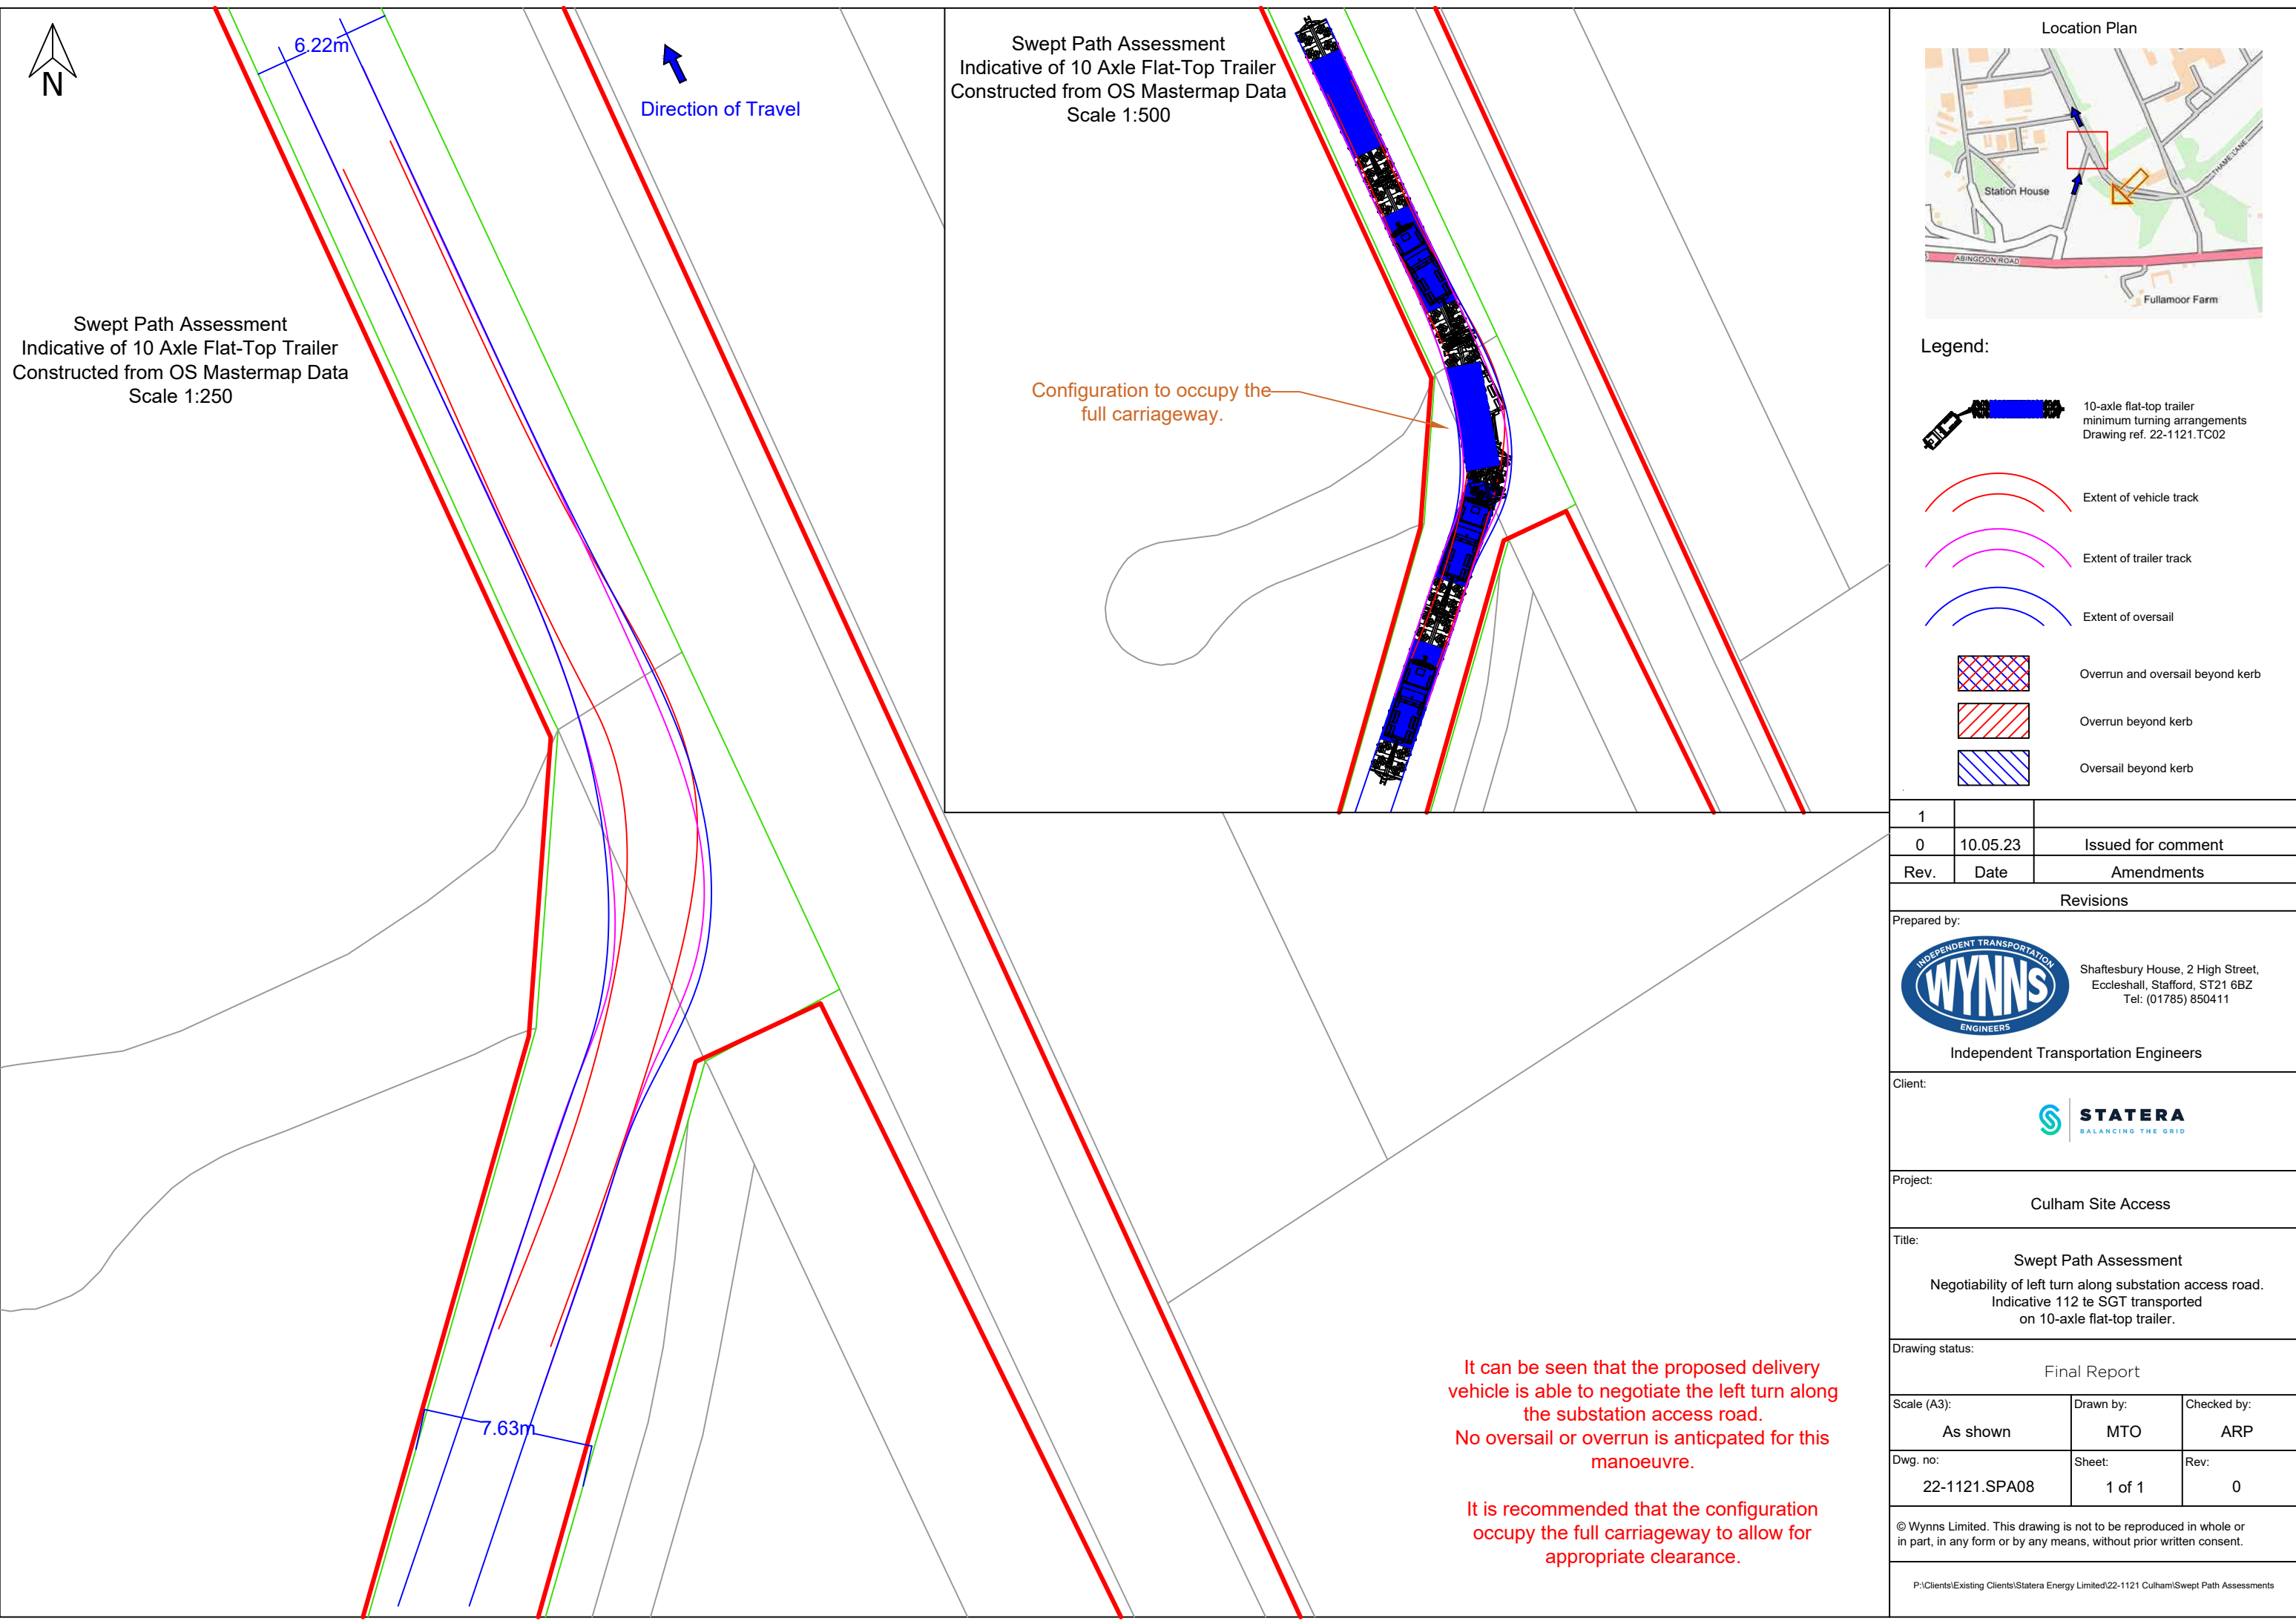 N
6.22m
Direction of Travel
Swept Path Assessment
Indicative of 10 Axle Flat-Top Trailer
Constructed from OS Mastermap Data
Scale 1:250
7.63m
Swept Path Assessment
Indicative of 10 Axle Flat-Top Trailer
Constructed from OS Mastermap Data
Scale 1:500
Configuration to occupy the
full carriageway.
It can be seen that the proposed delivery
vehicle is able to negotiate the left turn along
the substation access road.
No oversail or overrun is anticpated for this
manoeuvre.
It is recommended that the configuration
occupy the full carriageway to allow for
appropriate clearance.
Location Plan
THAME LANE
Station House
ABINGDON ROAD
Fullamoor Farm
Legend:
10-axle flat-top trailer
minimum turning arrangements
Drawing ref. 22-1121.TC02
Extent of vehicle track
Extent of trailer track
Extent of oversail
Overrun and oversail beyond kerb
Overrun beyond kerb
Oversail beyond kerb
1
0 10.05.23 Issued for comment
Rev. Date Amendments
Revisions
Prepared by:
INDEPENDENT TRANSPORTATION
WYNNS
ENGINEERS
Shaftesbury House, 2 High Street,
Eccleshall, Stafford, ST21 6BZ
Tel: (01785) 850411
Independent Transportation Engineers
Client:
STATERA
BALANCING THE GRID
Project:
Culham Site Access
Title:
Swept Path Assessment
Negotiability of left turn along substation access road.
Indicative 112 te SGT transported
on 10-axle flat-top trailer.
Drawing status:
Final Report
Scale (A3): Drawn by: Checked by:
As shown MTO ARP
Dwg. no: Sheet: Rev:
22-1121.SPA08 1 of 1 0
© Wynns Limited. This drawing is not to be reproduced in whole or
in part, in any form or by any means, without prior written consent.
P:\Clients\Existing Clients\Statera Energy Limited\22-1121 Culham\Swept Path Assessments